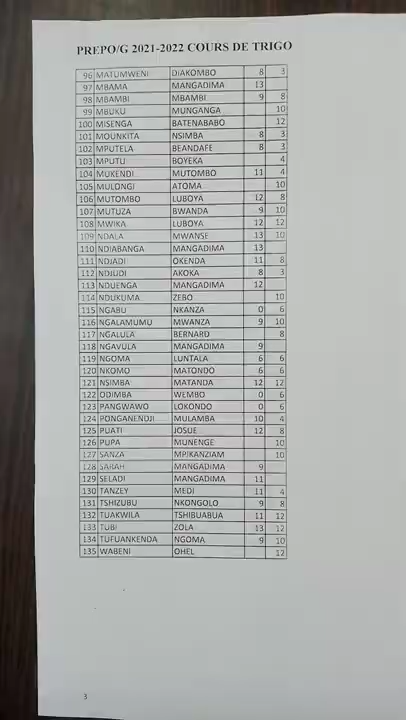 PREPO/G 2021-2022 COURS DE TRIGO
96 MATUMWENI DIAKOMBO 8 3
97 MBAMA MANGADIMA 13
98 MBAMBI MBAMBI 9 8
99 MBUKU MUNGANGA 10
100 MISENGA BATENABABO 12
101 MOUNKITA NSIMBA 8 3
102 MPUTELA BEANDAFE 8 3
103 MPUTU BOYEKA 4
104 MUKENDI MUTOMBO 11 4
105 MULONGI ATOMA 10
106 MUTOMBO LUBOYA 12 8
107 MUTUZA BWANDA 9 10
108 MWIKA LUBOYA 12 12
109 NDALA MWANSE 13 10
110 NDIABANGA MANGADIMA 13
111 NDJADI OKENDA 11 8
112 NDJUDI AKOKA 8 3
113 NDUENGA MANGADIMA 12
114 NDUKUMA ZEBO 10
115 NGABU NKANZA 0 6
116 NGALAMUMU MWANZA 9 10
117 NGALULA BERNARD 8
118 NGAVULA MANGADIMA 9
119 NGOMA LUNTALA 6 6
120 NKOMO MATONDO 6 6
121 NSIMBA MATANDA 12 12
122 ODIMBA WEMBO 0 6
123 PANGWAWO LOKONDO 0 6
124 PONGANENDJI MULAMBA 10 4
125 PUATI JOSUE 12 8
126 PUPA MUNENGE 10
127 SANZA MPIKANZIAM 10
128 SARAH MANGADIMA 9
129 SELADI MANGADIMA 11
130 TANZEY MEDI 11 4
131 TSHIZUBU NKONGOLO 9 8
132 TUAKWILA TSHIBUABUA 11 12
133 TUBI ZOLA 13 12
134 TUFUANKENDA NGOMA 9 10
135 WABENI OHEL 12
3